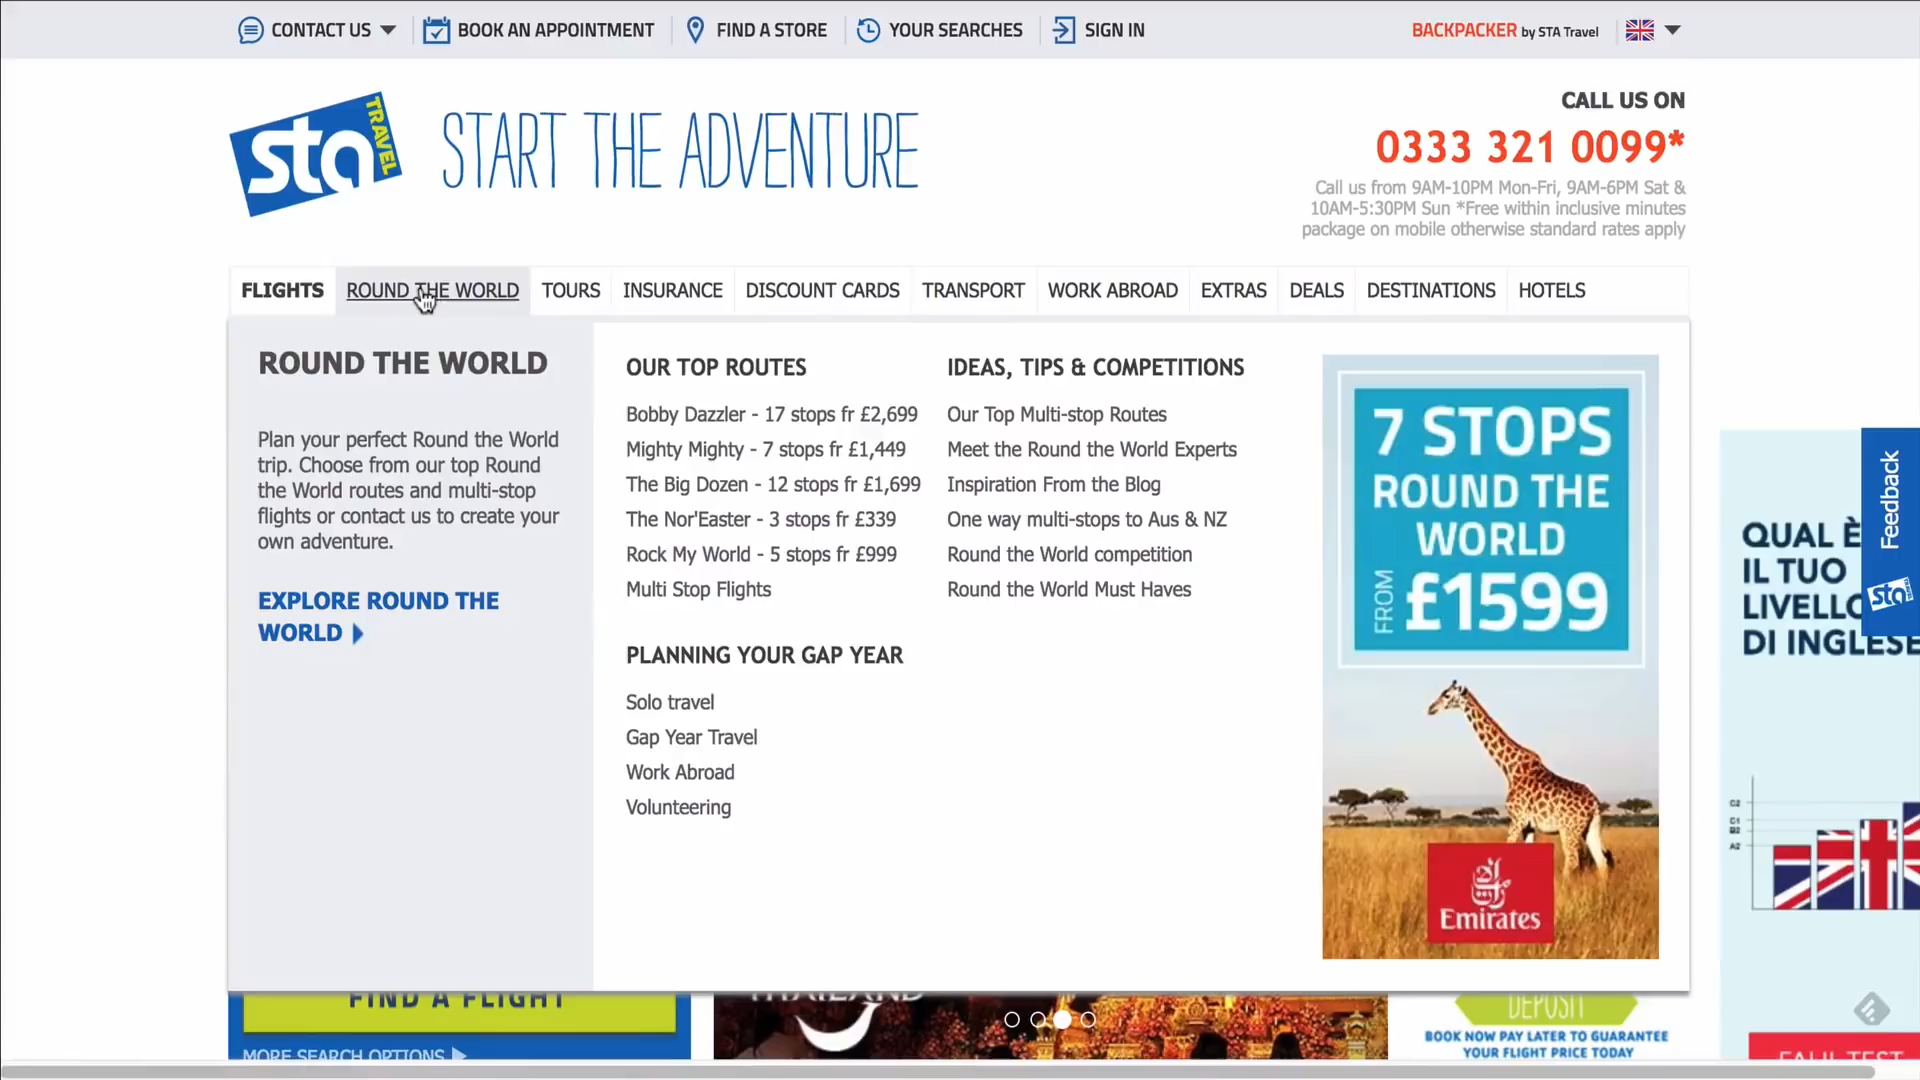 CONTACT US
BOOK AN APPOINTMENT
FIND A STORE
YOUR SEARCHES
SIGN IN
BACKPACKER by STA Travel
sta TRAVEL
START THE ADVENTURE
CALL US ON
0333 321 0099*
Call us from 9AM-10PM Mon-Fri, 9AM-6PM Sat &
10AM-5:30PM Sun *Free within inclusive minutes
package on mobile otherwise standard rates apply
FLIGHTS
ROUND THE WORLD
TOURS
INSURANCE
DISCOUNT CARDS
TRANSPORT
WORK ABROAD
EXTRAS
DEALS
DESTINATIONS
HOTELS
ROUND THE WORLD
Plan your perfect Round the World
trip. Choose from our top Round
the World routes and multi-stop
flights or contact us to create your
own adventure.
EXPLORE ROUND THE
WORLD
OUR TOP ROUTES
Bobby Dazzler - 17 stops fr £2,699
Mighty Mighty - 7 stops fr £1,449
The Big Dozen - 12 stops fr £1,699
The Nor'Easter - 3 stops fr £339
Rock My World - 5 stops fr £999
Multi Stop Flights
PLANNING YOUR GAP YEAR
Solo travel
Gap Year Travel
Work Abroad
Volunteering
IDEAS, TIPS & COMPETITIONS
Our Top Multi-stop Routes
Meet the Round the World Experts
Inspiration From the Blog
One way multi-stops to Aus & NZ
Round the World competition
Round the World Must Haves
7 STOPS
ROUND THE
WORLD
FROM £1599
Emirates
Feedback
sta
QUAL È
IL TUO
LIVELLO
DI INGLESE
C2
C1
B2
A2
FIND A FLIGHT
MORE SEARCH OPTIONS
THAILAND
DEPOSIT
BOOK NOW PAY LATER TO GUARANTEE
YOUR FLIGHT PRICE TODAY